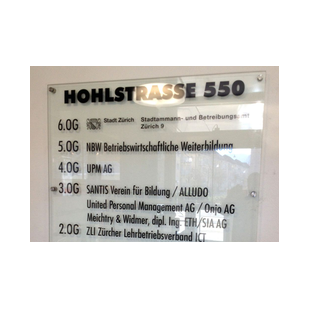 HOHLSTRASSE 550
6.OG Stadt Zürich Stadtammann- und Betreibungsamt
Zürich 9
5.OG NBW Betriebswirtschaftliche Weiterbildung
4.OG UPM AG
3.OG SANTIS Verein für Bildung / ALLUDO
United Personal Management AG / Onjo AG
Meichtry & Widmer, dipl. Ing. ETH/SIA AG
2.OG ZLI Zürcher Lehrbetriebsverband ICT